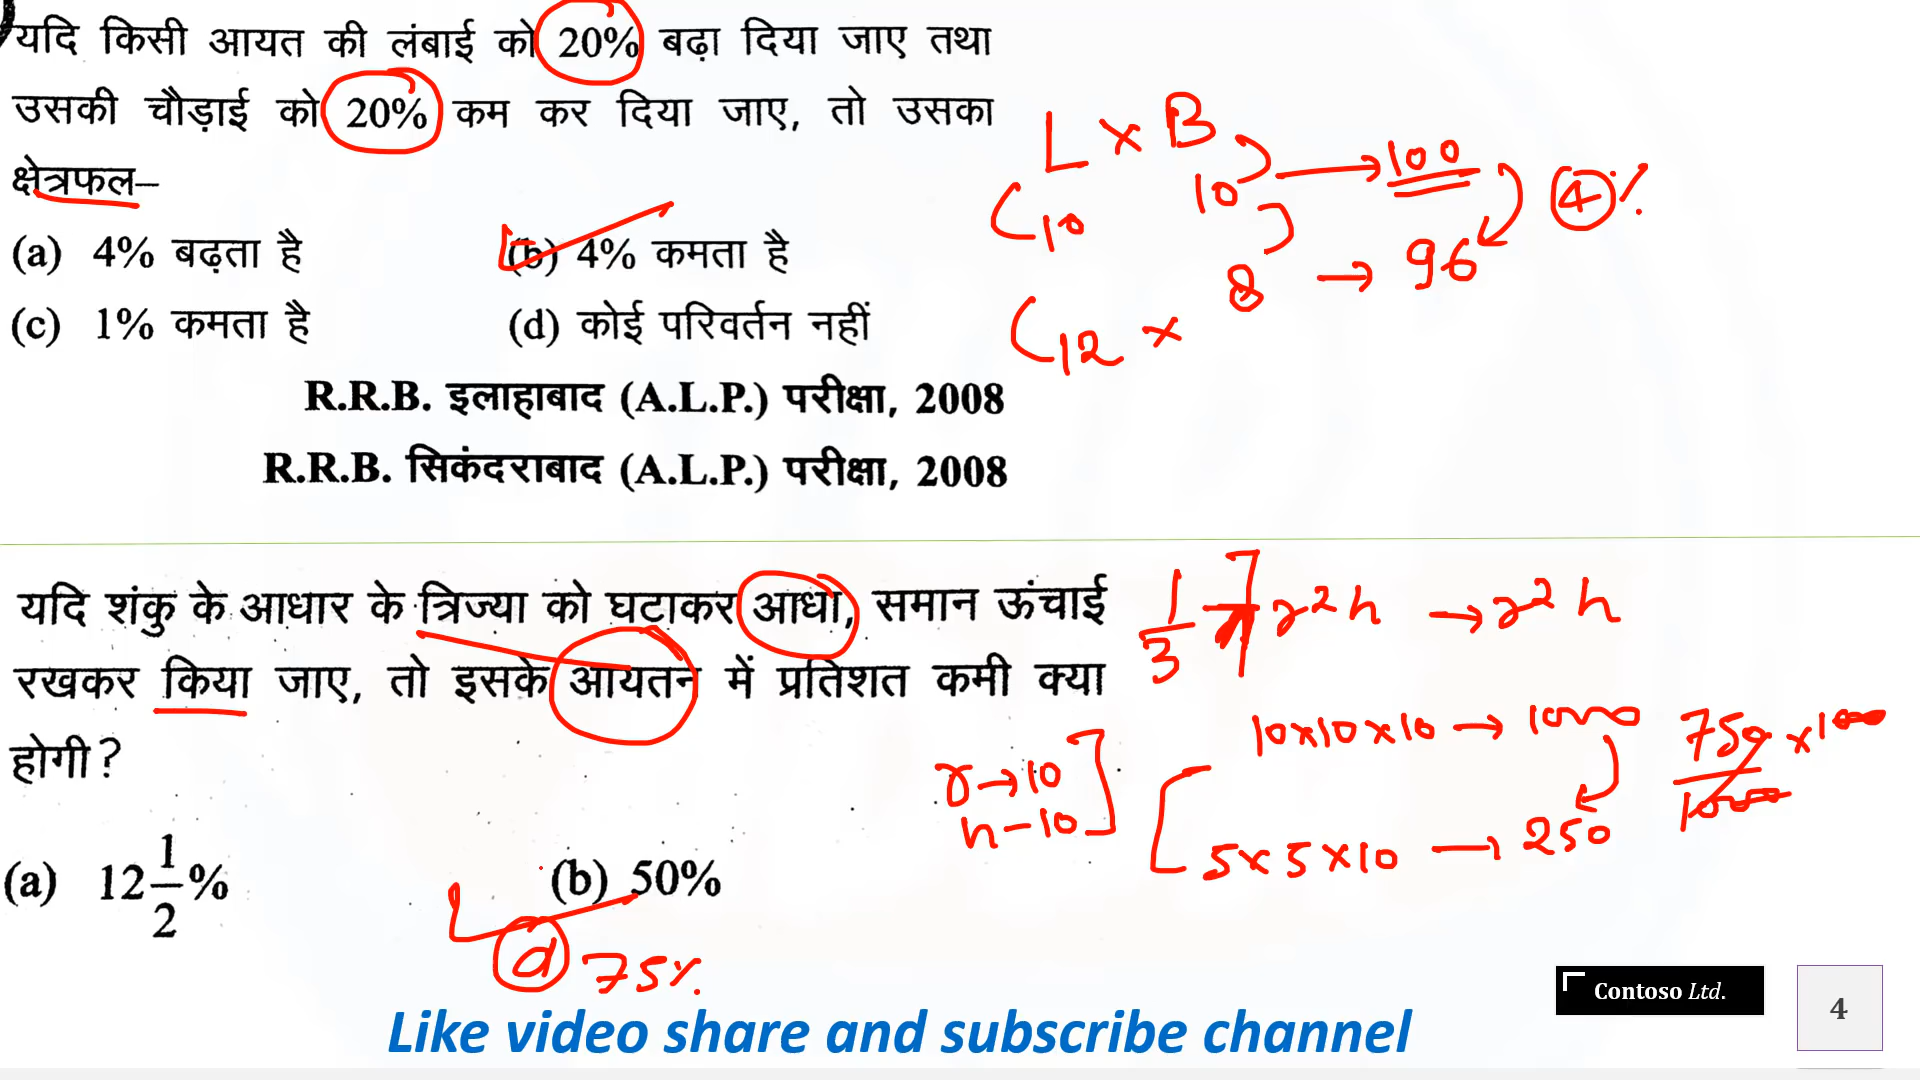 यदि किसी आयत की लंबाई को 20% बढ़ा दिया जाए तथा
उसकी चौड़ाई को 20% कम कर दिया जाए, तो उसका
क्षेत्रफल–
(a) 4% बढ़ता है (b) 4% कमता है
(c) 1% कमता है (d) कोई परिवर्तन नहीं
R.R.B. इलाहाबाद (A.L.P.) परीक्षा, 2008
R.R.B. सिकंदराबाद (A.L.P.) परीक्षा, 2008
L × B
10 10 → 100
4%
12 × 8 → 96
यदि शंकु के आधार के त्रिज्या को घटाकर आधा, समान ऊंचाई
रखकर किया जाए, तो इसके आयतन में प्रतिशत कमी क्या
होगी?
(a) 12 1/2 % (b) 50%
d 75%
1/3 π r² h → r² h
10×10×10 → 1000
r → 10
h – 10
5×5×10 → 250
750 × 100
1000
Like video share and subscribe channel
Contoso Ltd.
4